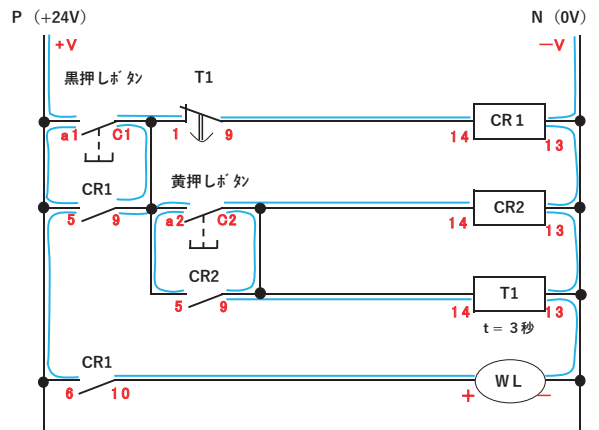 P（+24V） N（0V）
+V －V
黒押しボタン T1
a1 C1 1 9 14 CR1 13
CR1 黄押しボタン
5 9 a2 C2 14 CR2 13
CR2 T1
5 9 14 13
t = 3秒
CR1
6 10 + WL －